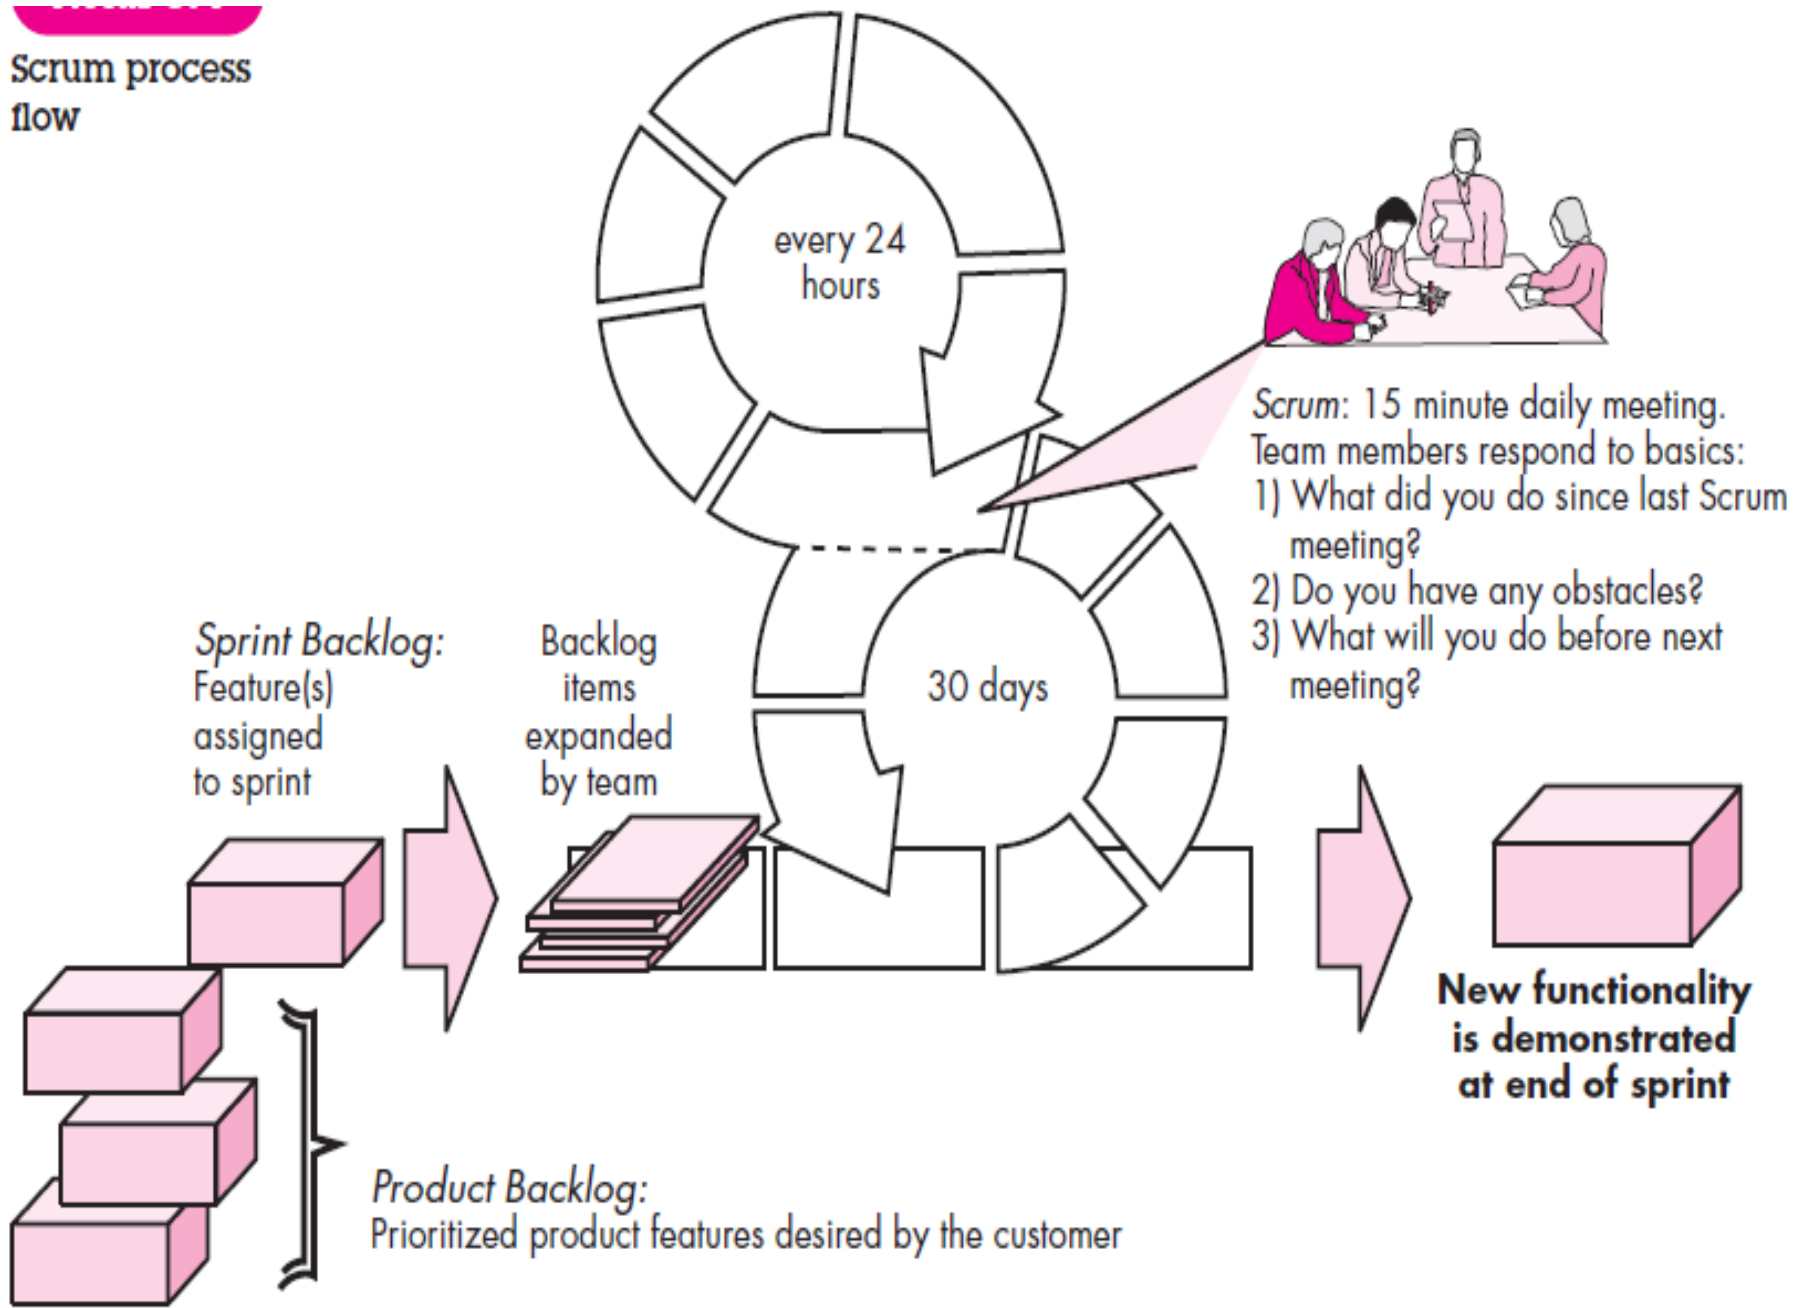 Scrum process
flow
every 24
hours
Scrum: 15 minute daily meeting.
Team members respond to basics:
1) What did you do since last Scrum
meeting?
2) Do you have any obstacles?
3) What will you do before next
meeting?
Sprint Backlog:
Feature(s)
assigned
to sprint
Backlog
items
expanded
by team
30 days
New functionality
is demonstrated
at end of sprint
Product Backlog:
Prioritized product features desired by the customer